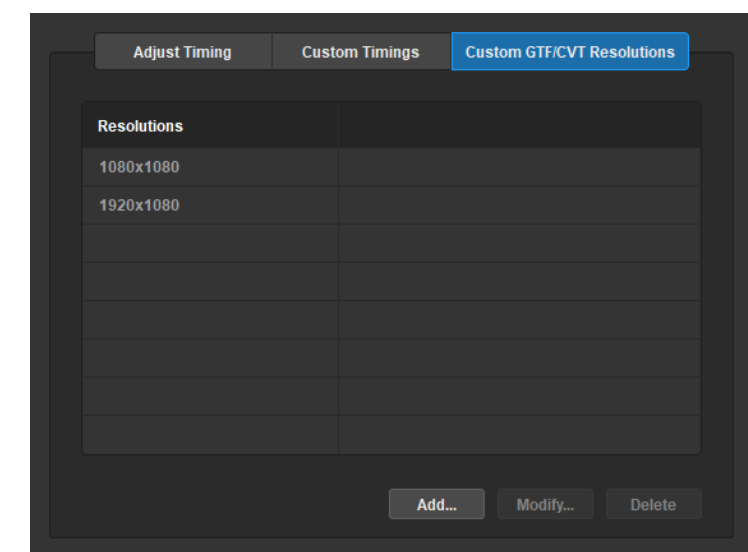 Adjust Timing Custom Timings Custom GTF/CVT Resolutions
Resolutions
1080x1080
1920x1080
Add... Modify... Delete